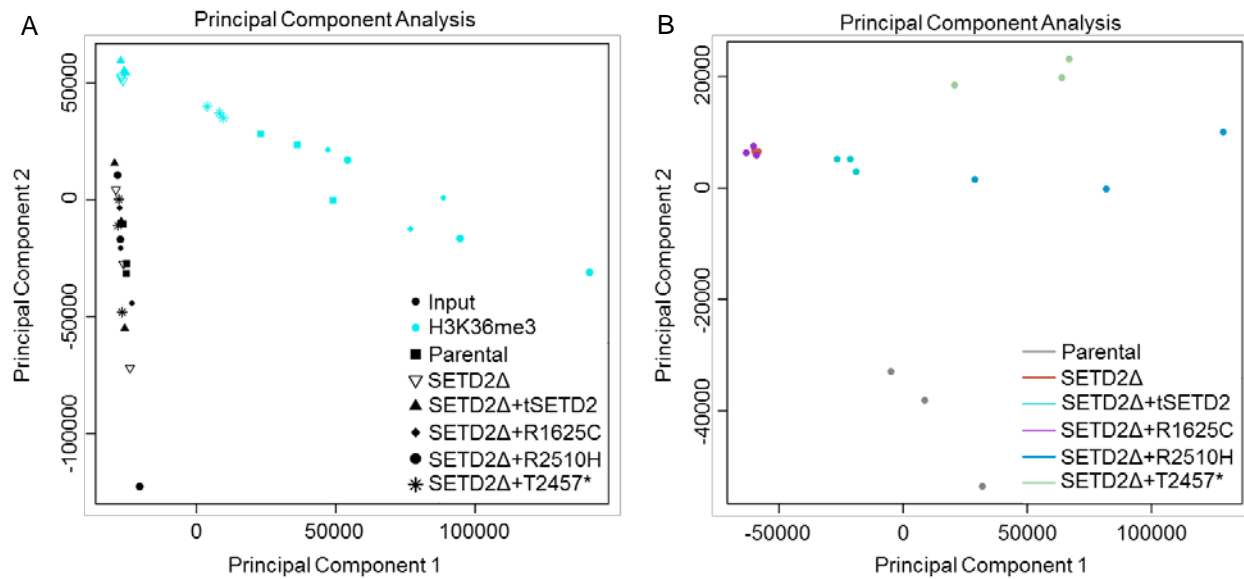 A
Principal Component Analysis
Principal Component 2
50000
0
-50000
-100000
Input
H3K36me3
Parental
SETD2Δ
SETD2Δ+tSETD2
SETD2Δ+R1625C
SETD2Δ+R2510H
SETD2Δ+T2457*
0 50000 100000
Principal Component 1
B
Principal Component Analysis
Principal Component 2
20000
0
-20000
-40000
Parental
SETD2Δ
SETD2Δ+tSETD2
SETD2Δ+R1625C
SETD2Δ+R2510H
SETD2Δ+T2457*
-50000 0 50000 100000
Principal Component 1